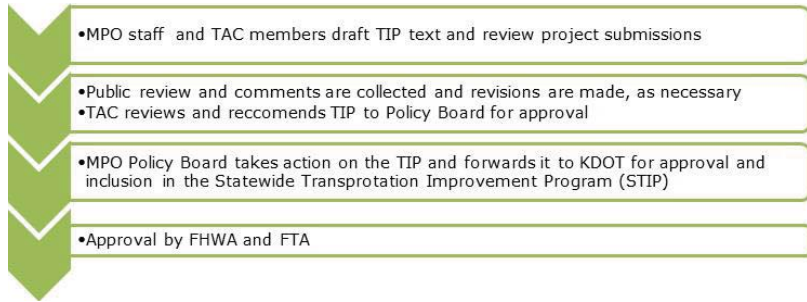 •MPO staff and TAC members draft TIP text and review project submissions
•Public review and comments are collected and revisions are made, as necessary
•TAC reviews and reccomends TIP to Policy Board for approval
•MPO Policy Board takes action on the TIP and forwards it to KDOT for approval and
inclusion in the Statewide Transprotation Improvement Program (STIP)
•Approval by FHWA and FTA